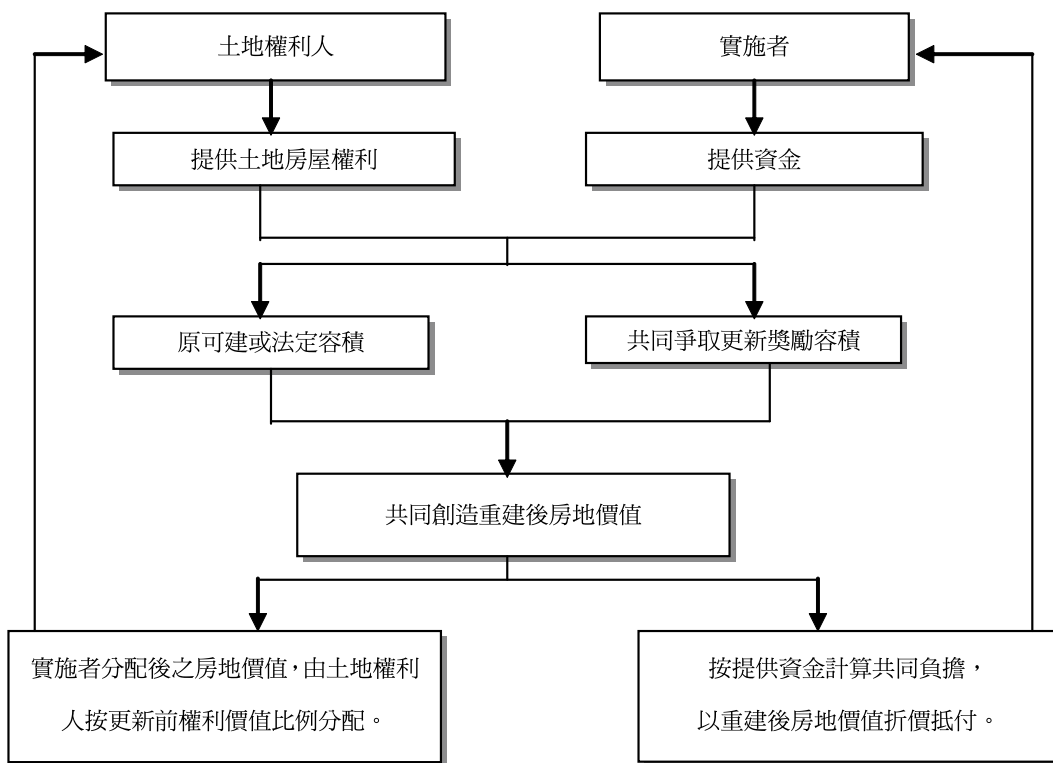 土地權利人
實施者
提供土地房屋權利
提供資金
原可建或法定容積
共同爭取更新獎勵容積
共同創造重建後房地價值
實施者分配後之房地價值，由土地權利
人按更新前權利價值比例分配。
按提供資金計算共同負擔，
以重建後房地價值折價抵付。